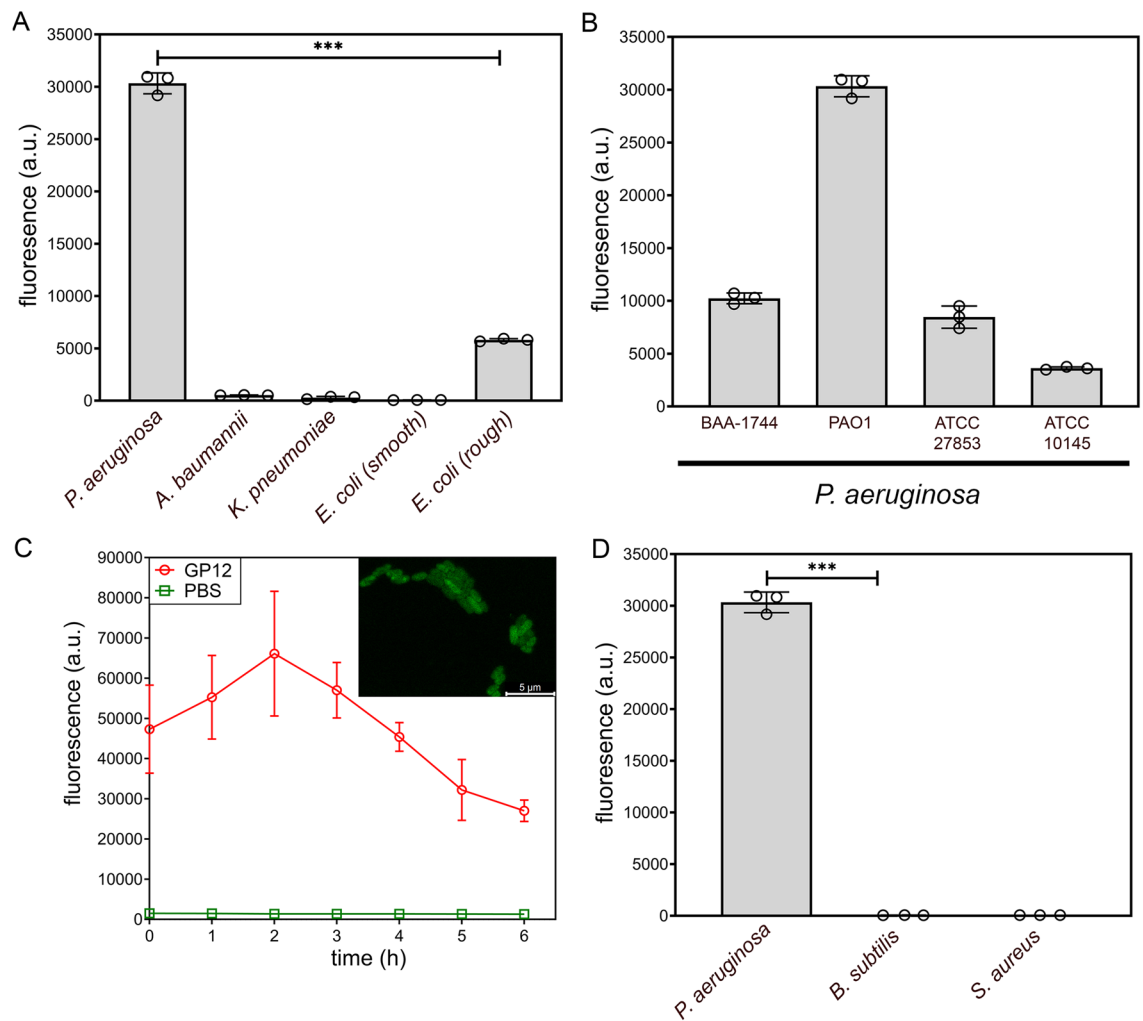 A
35000
30000
25000
20000
15000
10000
5000
0
fluoresence (a.u.)
***
P. aeruginosa
A. baumannii
K. pneumoniae
E. coli (smooth)
E. coli (rough)
B
35000
30000
25000
20000
15000
10000
5000
0
fluoresence (a.u.)
BAA-1744
PAO1
ATCC
27853
ATCC
10145
P. aeruginosa
C
90000
80000
70000
60000
50000
40000
30000
20000
10000
0
fluorescence (a.u.)
GP12
PBS
5 µm
0 1 2 3 4 5 6
time (h)
D
35000
30000
25000
20000
15000
10000
5000
0
fluoresence (a.u.)
***
P. aeruginosa
B. subtilis
S. aureus